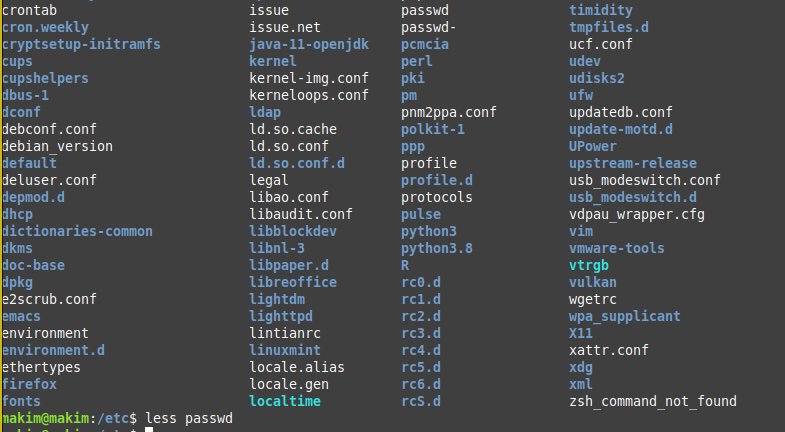 crontab issue passwd timidity
cron.weekly issue.net passwd- tmpfiles.d
cryptsetup-initramfs java-11-openjdk pcmcia ucf.conf
cups kernel perl udev
cupshelpers kernel-img.conf pki udisks2
dbus-1 kerneloops.conf pm ufw
dconf ldap pnm2ppa.conf updatedb.conf
debconf.conf ld.so.cache polkit-1 update-motd.d
debian_version ld.so.conf ppp UPower
default ld.so.conf.d profile upstream-release
deluser.conf legal profile.d usb_modeswitch.conf
depmod.d libao.conf protocols usb_modeswitch.d
dhcp libaudit.conf pulse vdpau_wrapper.cfg
dictionaries-common libblockdev python3 vim
dkms libnl-3 python3.8 vmware-tools
doc-base libpaper.d R vtrgb
dpkg libreoffice rc0.d vulkan
e2scrub.conf lightdm rc1.d wgetrc
emacs lighttpd rc2.d wpa_supplicant
environment lintianrc rc3.d X11
environment.d linuxmint rc4.d xattr.conf
ethertypes locale.alias rc5.d xdg
firefox locale.gen rc6.d xml
fonts localtime rcS.d zsh_command_not_found
makim@makim:/etc$ less passwd